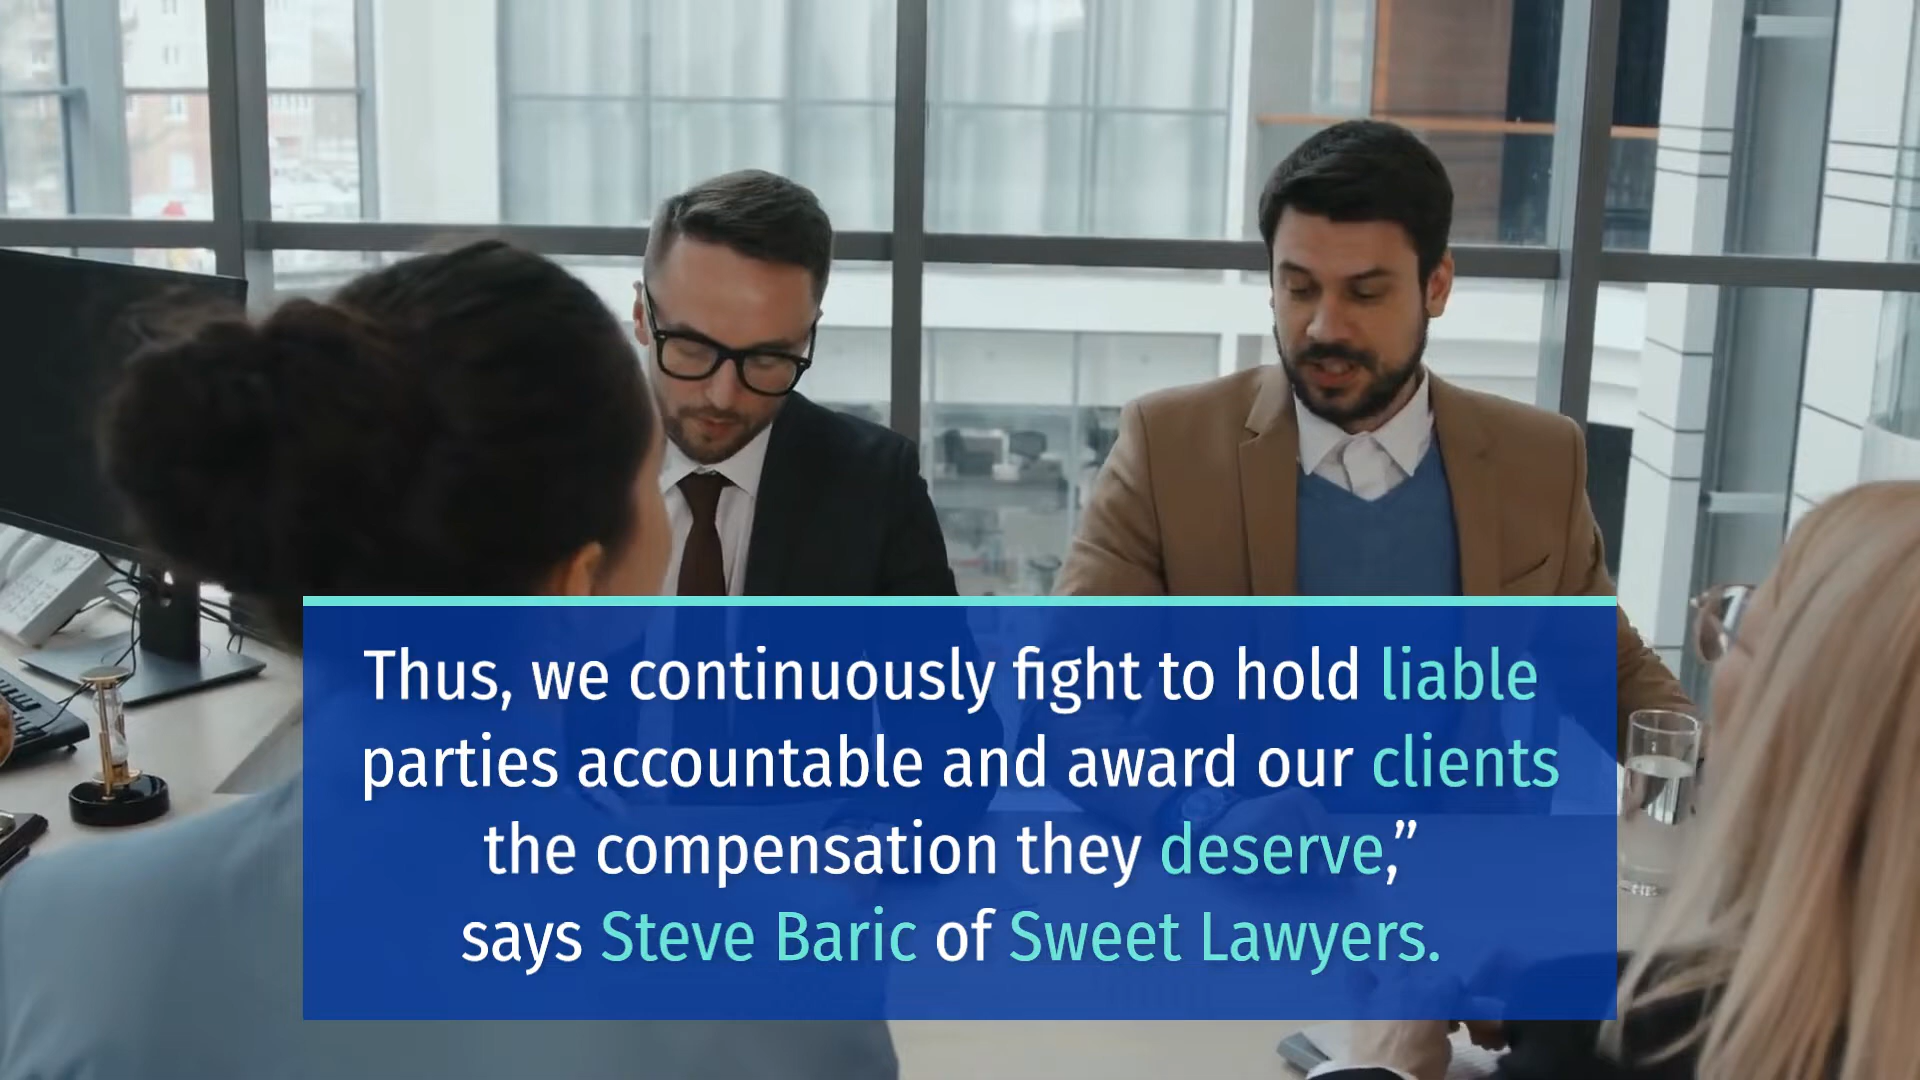 Thus, we continuously fight to hold liable
parties accountable and award our clients
the compensation they deserve,”
says Steve Baric of Sweet Lawyers.